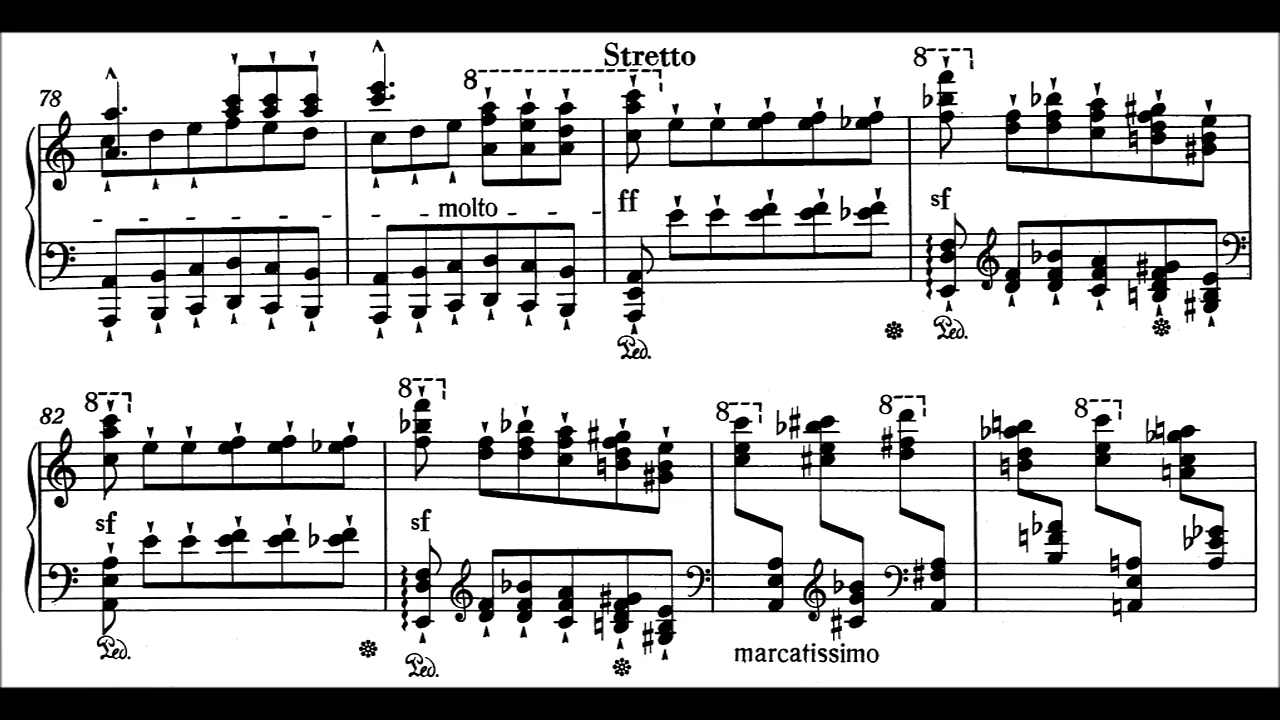 Stretto
8 8
78
molto ff sf
Ped. Ped.
8 8 8 8 8
82
sf sf
Ped. Ped. marcatissimo